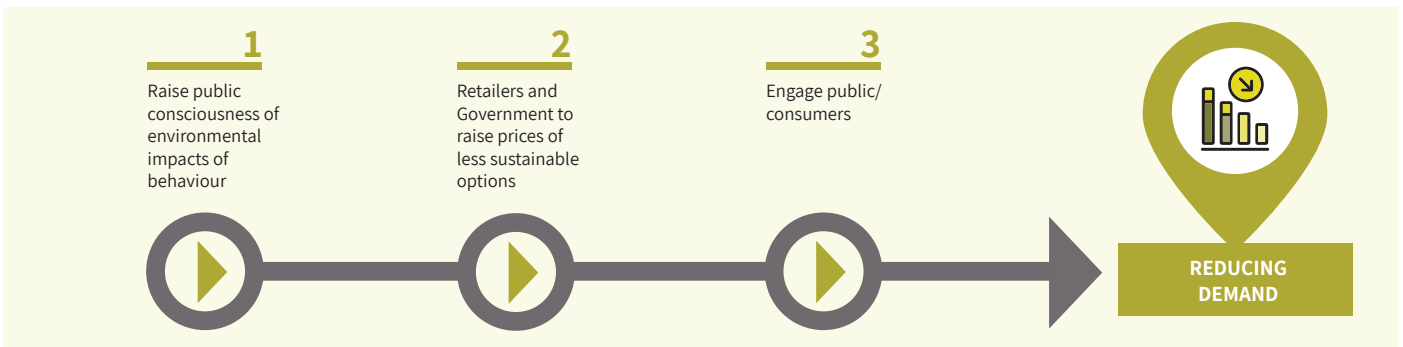 1
Raise public
consciousness of
environmental
impacts of
behaviour
2
Retailers and
Government to
raise prices of
less sustainable
options
3
Engage public/
consumers
REDUCING
DEMAND